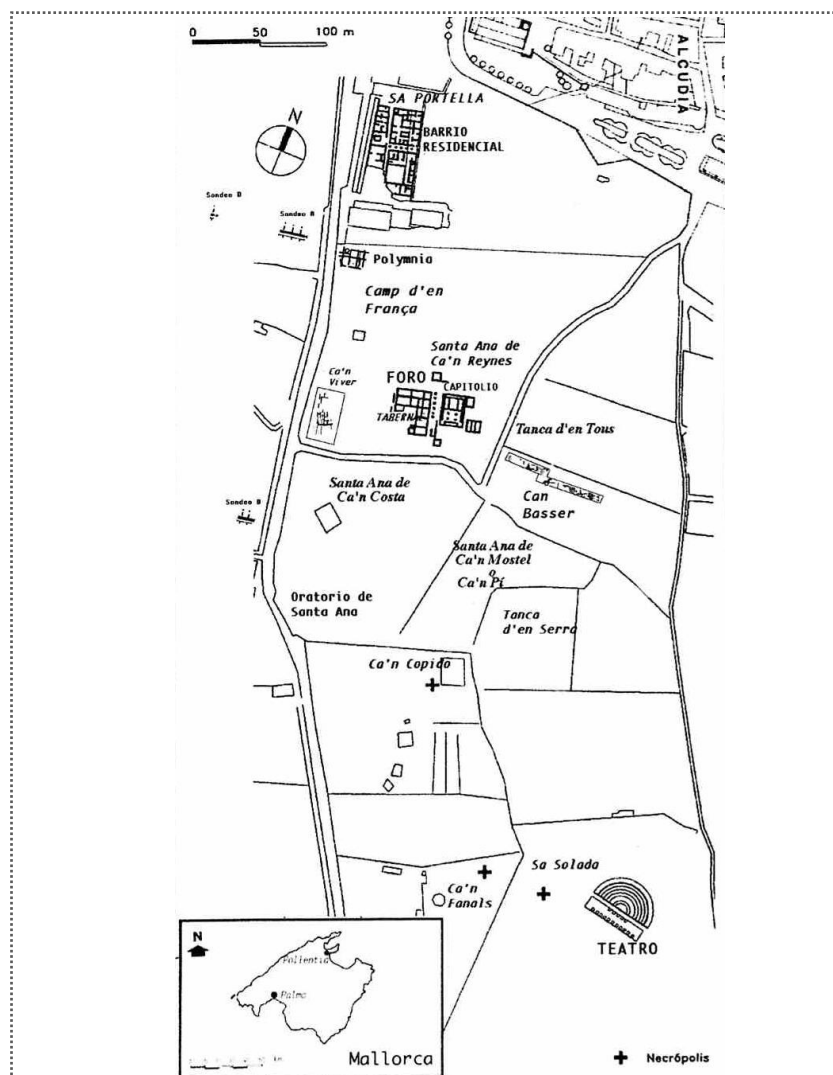 0 50 100 m
ALCUDIA
SA PORTELLA
N
BARRIO
RESIDENCIAL
Sondeo D
Sondeo A
Polymnia
Camp d'en
França
Santa Ana de
Ca'n Reynes
Ca'n
Viver
FORO
CAPITOLIO
TABERNAE
Tanca d'en Tous
Santa Ana de
Ca'n Costa
Can
Basser
Sondeo B
Santa Ana de
Ca'n Mostel
o
Ca'n Pí
Oratorio de
Santa Ana
Tanca
d'en Serra
Ca'n Copido
Sa Solada
Ca'n
Fanals
TEATRO
N
Pollentia
Palma
Mallorca
Necrópolis